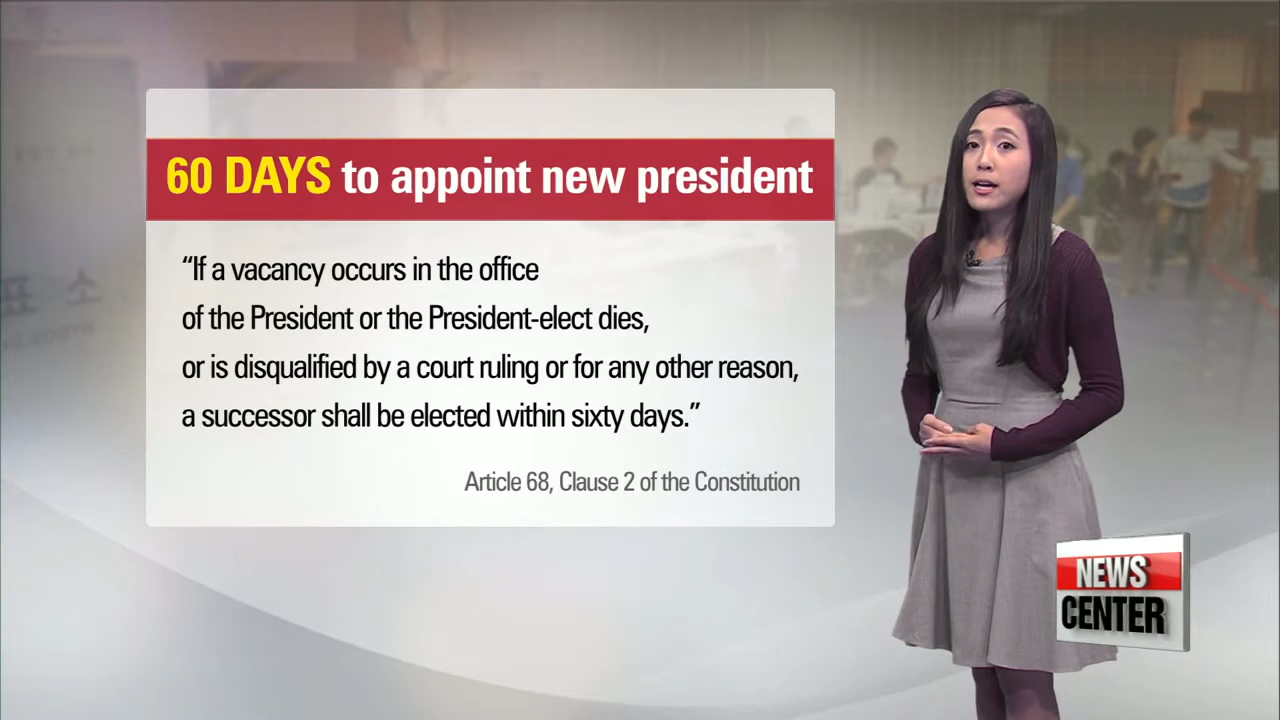 60 DAYS to appoint new president
“If a vacancy occurs in the office
of the President or the President-elect dies,
or is disqualified by a court ruling or for any other reason,
a successor shall be elected within sixty days.”
Article 68, Clause 2 of the Constitution
표 소
NEWS
CENTER